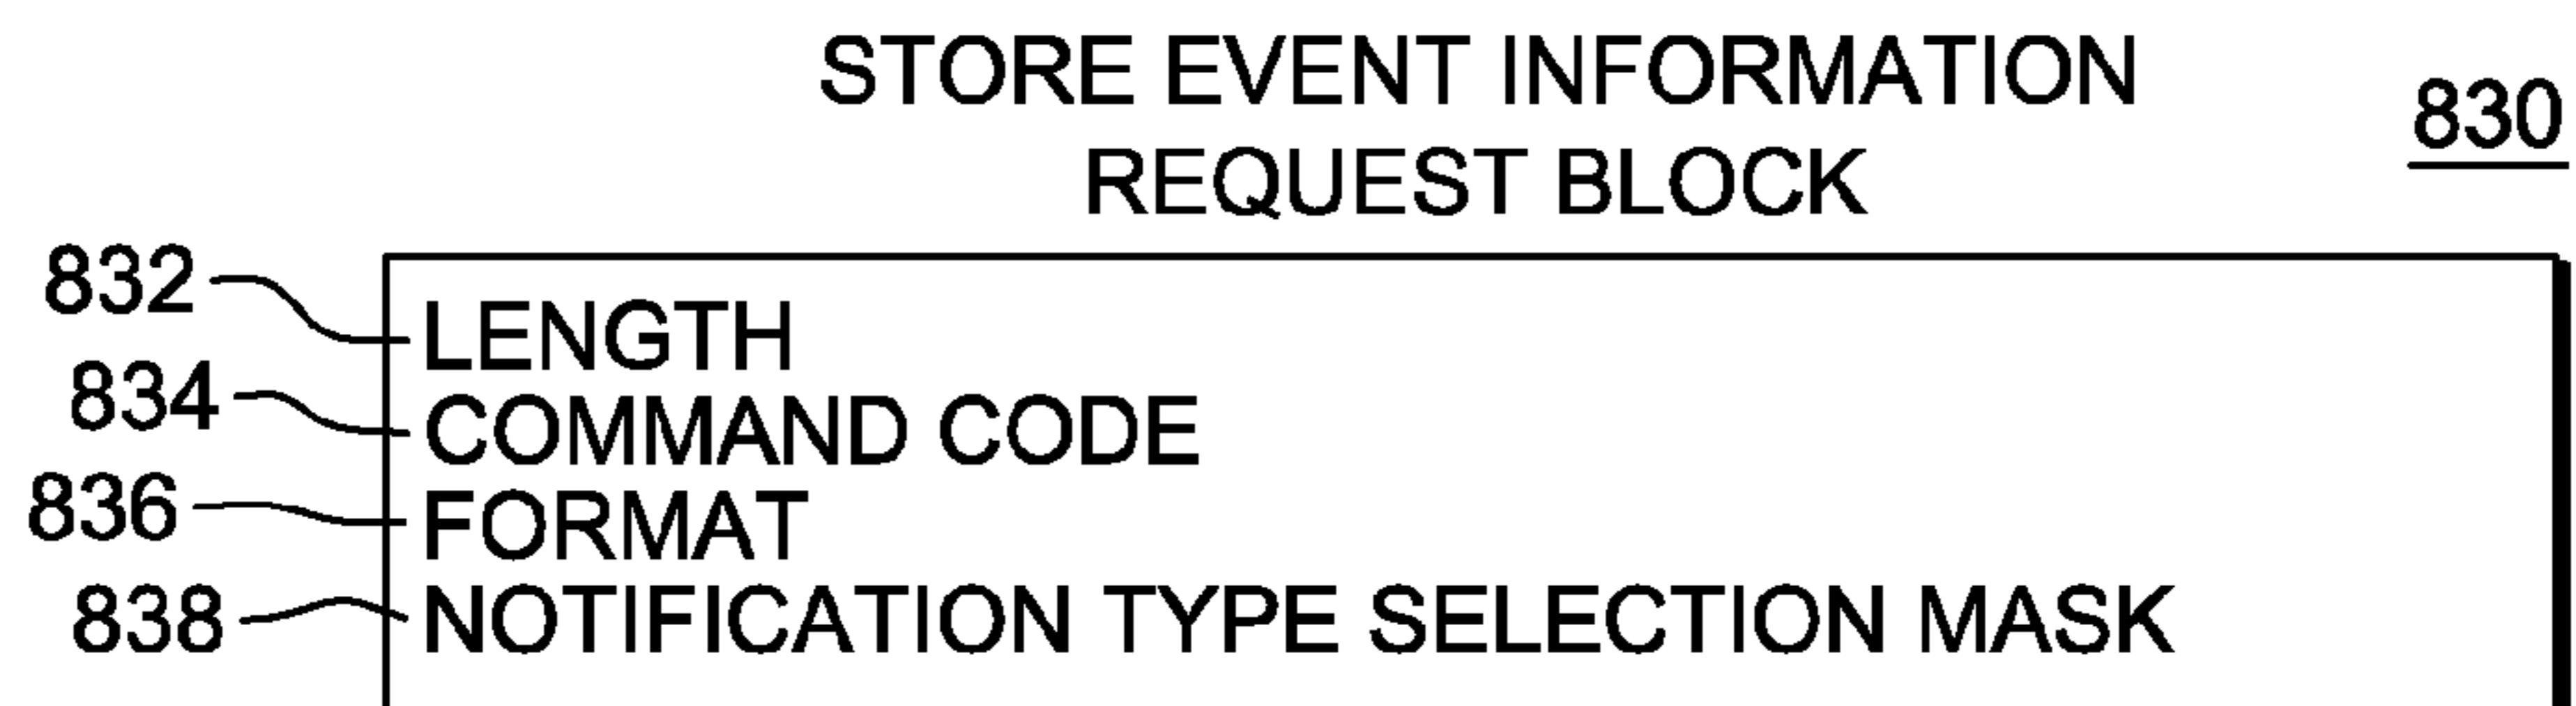 STORE EVENT INFORMATION
REQUEST BLOCK
830
832 LENGTH
834 COMMAND CODE
836 FORMAT
838 NOTIFICATION TYPE SELECTION MASK